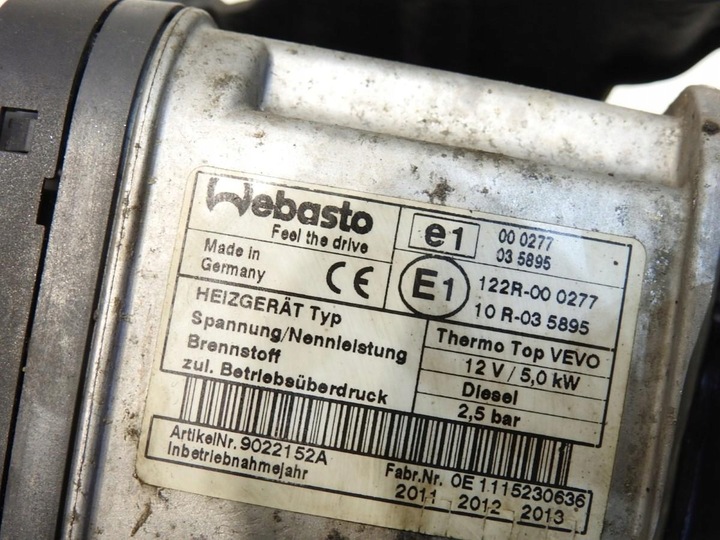 Webasto
Feel the drive
Made in
Germany
CE
e1
00 0277
03 5895
E1
122R-00 0277
10 R-03 5895
HEIZGERÄT Typ
Thermo Top VEVO
Spannung/Nennleistung
12 V / 5,0 kW
Brennstoff
Diesel
zul. Betriebsüberdruck
2,5 bar
ArtikelNr. 9022152A
Fabr.Nr. 0E1115230636
Inbetriebnahmejahr
2011 - 2012 - 2013